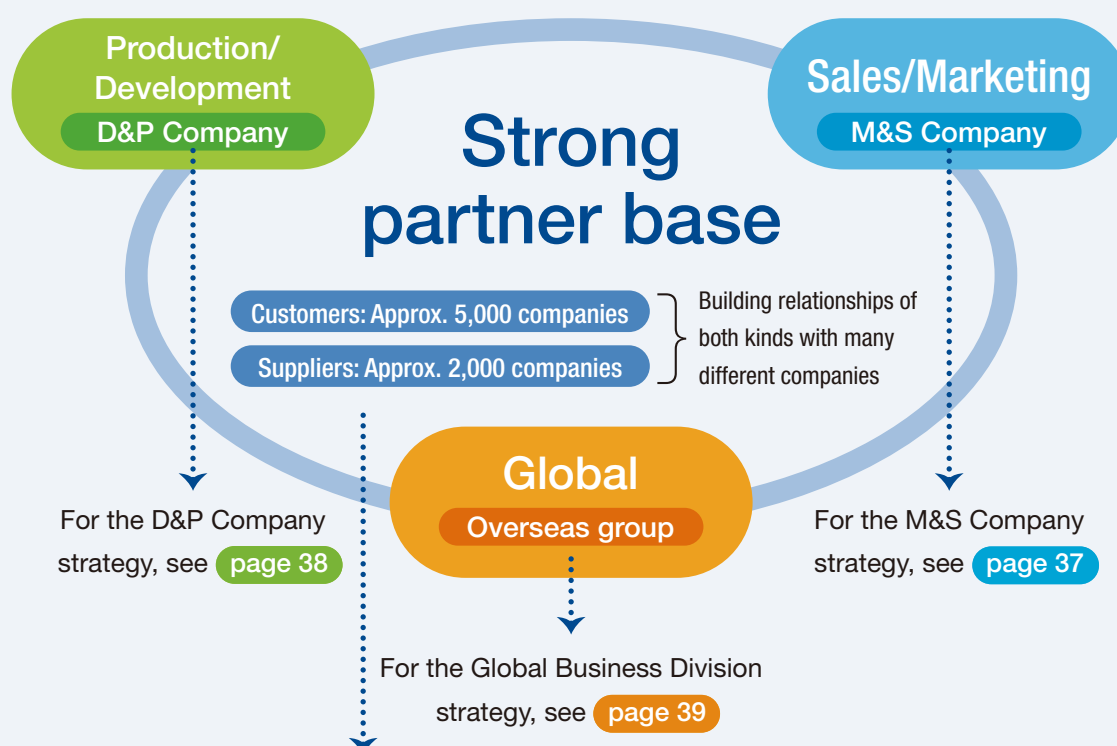 Production/
Development
D&P Company
Sales/Marketing
M&S Company
Strong
partner base
Customers: Approx. 5,000 companies
Suppliers: Approx. 2,000 companies
Building relationships of
both kinds with many
different companies
Global
Overseas group
For the D&P Company
strategy, see page 38
For the M&S Company
strategy, see page 37
For the Global Business Division
strategy, see page 39